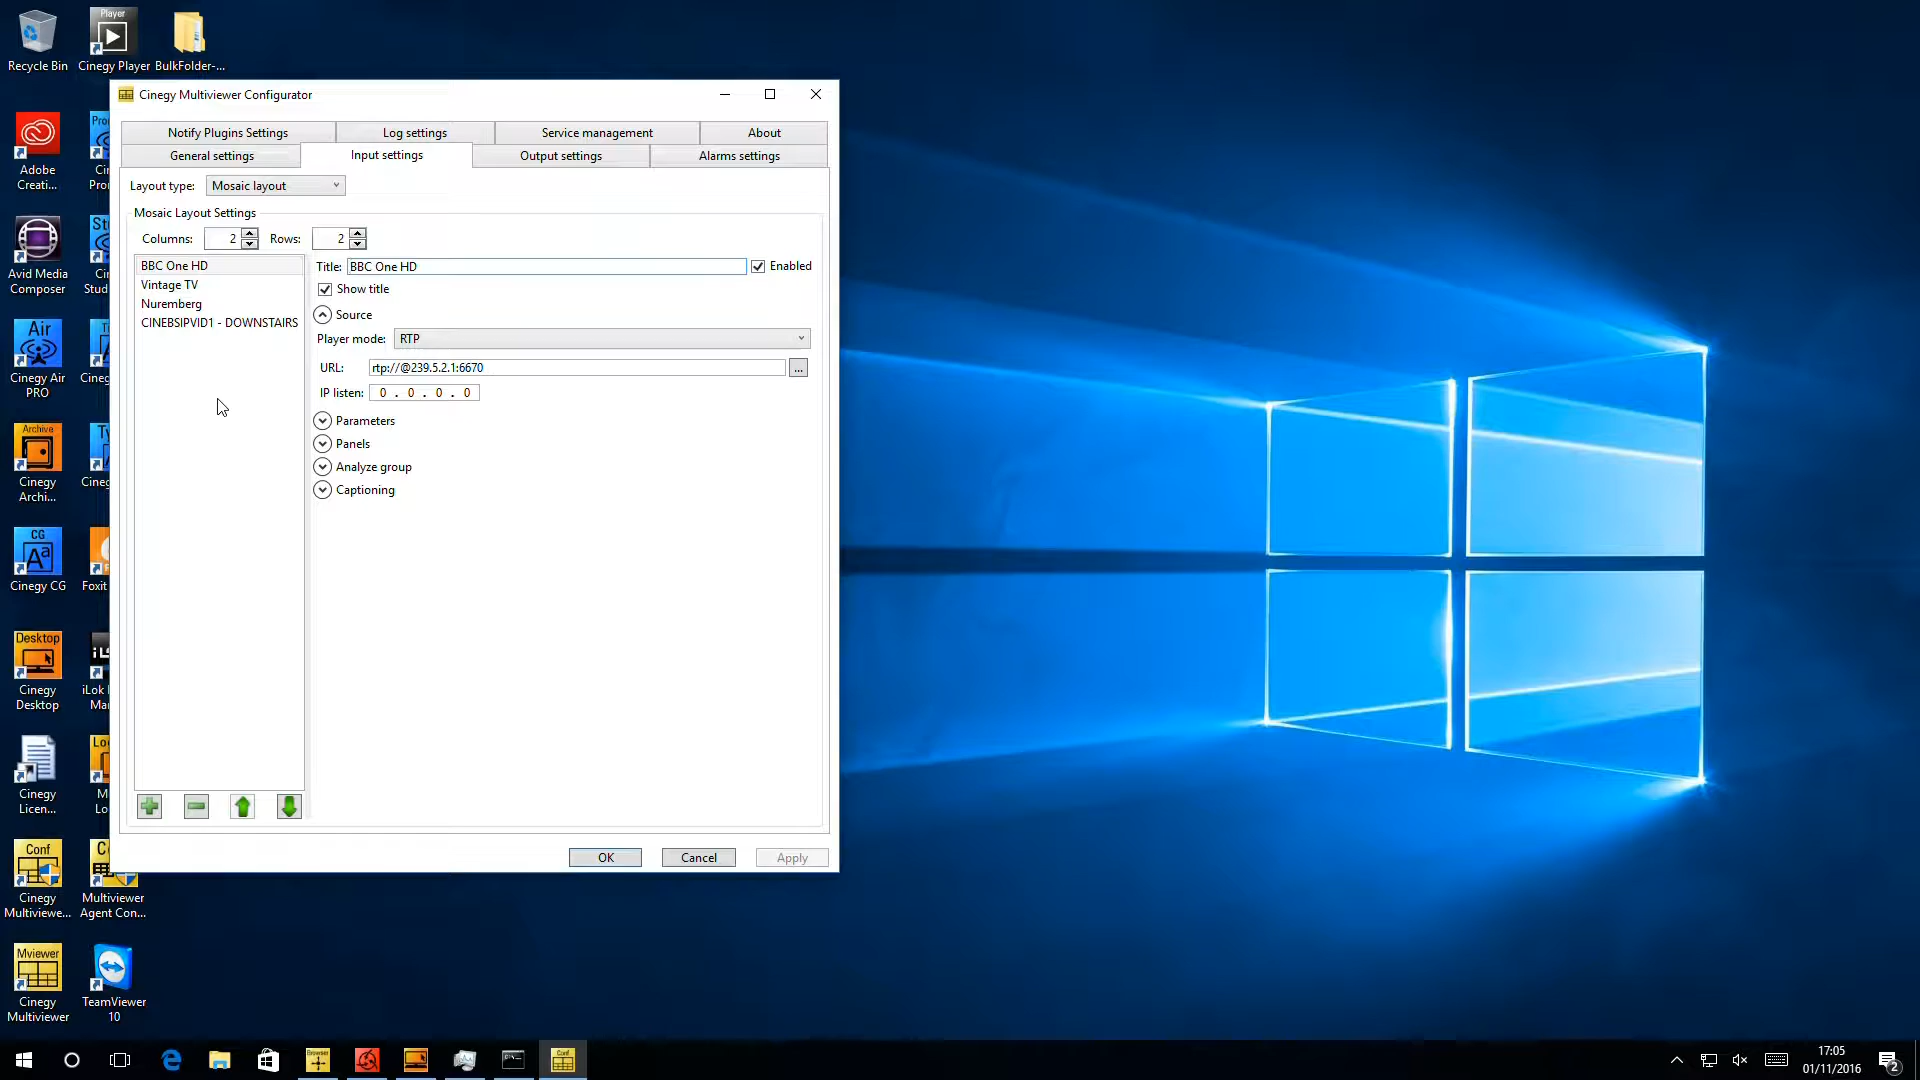 Recycle Bin
Player
Cinegy Player
BulkFolder-...
Cinegy Multiviewer Configurator
Notify Plugins Settings
Log settings
Service management
About
General settings
Input settings
Output settings
Alarms settings
Layout type:
Mosaic layout
Mosaic Layout Settings
Columns:
2
Rows:
2
BBC One HD
Vintage TV
Nuremberg
CINEBSIPVID1 - DOWNSTAIRS
Title:
BBC One HD
Enabled
Show title
Source
Player mode:
RTP
URL:
rtp://@239.5.2.1:6670
...
IP listen:
0 . 0 . 0 . 0
Parameters
Panels
Analyze group
Captioning
OK
Cancel
Apply
Adobe
Creati...
Avid Media
Composer
Air
Cinegy Air
PRO
Archive
Cinegy
Archi...
CG
Cinegy CG
Foxit
Desktop
Cinegy
Desktop
iLok
Cinegy
Licen...
Conf
Cinegy
Multiviewe...
Multiviewer
Agent Con...
Mviewer
Cinegy
Multiviewer
TeamViewer
10
Browser
Conf
17:05
01/11/2016
2